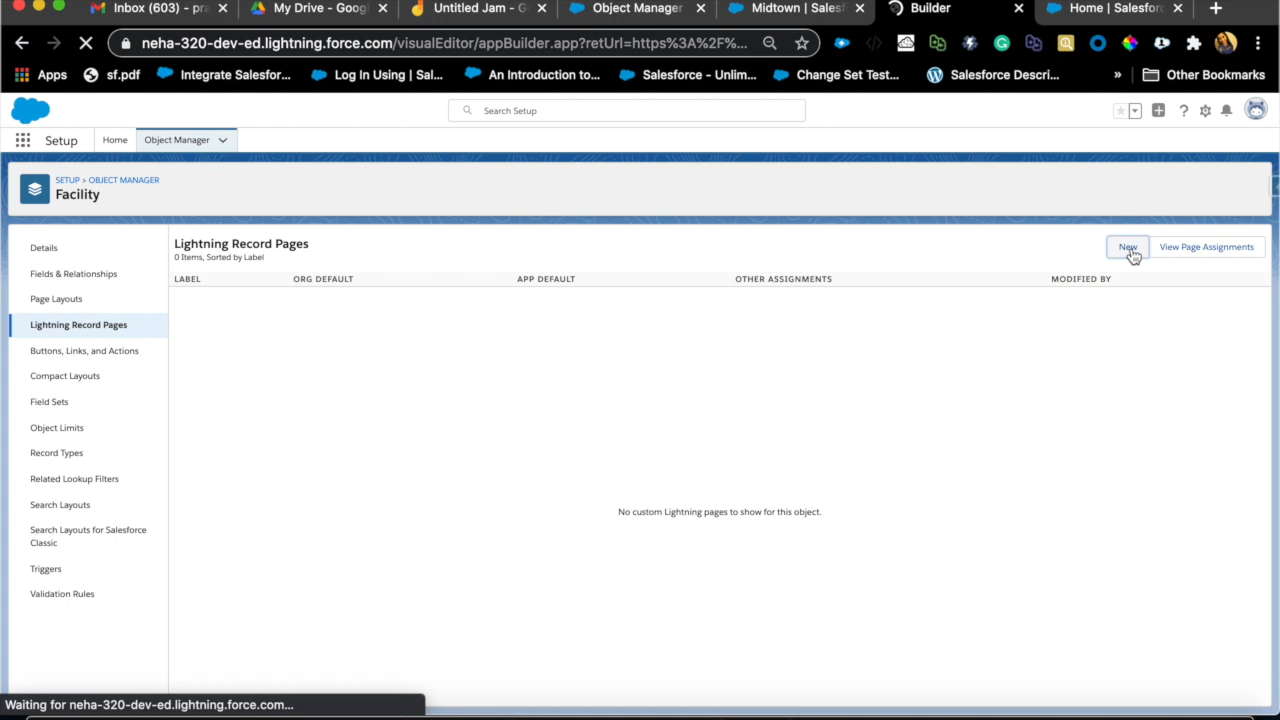 Inbox (603) - pr
My Drive - Googl
Untitled Jam - G
Object Manager
Midtown | Salesf
Builder
Home | Salesforc
neha-320-dev-ed.lightning.force.com/visualEditor/appBuilder.app?retUrl=https%3A%2F%...
Apps
sf.pdf
Integrate Salesfor...
Log In Using | Sal...
An Introduction to...
Salesforce - Unlim...
Change Set Test...
Salesforce Descri...
»
Other Bookmarks
Search Setup
Setup
Home
Object Manager
SETUP > OBJECT MANAGER
Facility
Details
Fields & Relationships
Page Layouts
Lightning Record Pages
Buttons, Links, and Actions
Compact Layouts
Field Sets
Object Limits
Record Types
Related Lookup Filters
Search Layouts
Search Layouts for Salesforce
Classic
Triggers
Validation Rules
Lightning Record Pages
0 Items, Sorted by Label
New
View Page Assignments
LABEL
ORG DEFAULT
APP DEFAULT
OTHER ASSIGNMENTS
MODIFIED BY
No custom Lightning pages to show for this object.
Waiting for neha-320-dev-ed.lightning.force.com...